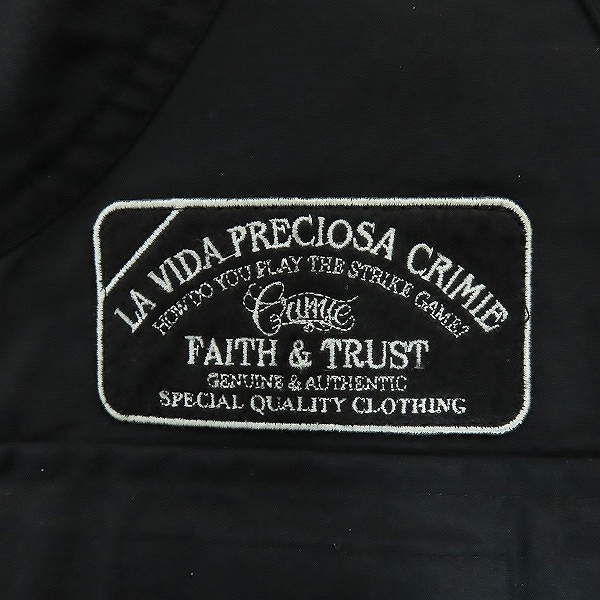 LA VIDA PRECIOSA CRIMIE
HOW DO YOU PLAY THE STRIKE GAME?
Crimie
FAITH & TRUST
GENUINE & AUTHENTIC
SPECIAL QUALITY CLOTHING